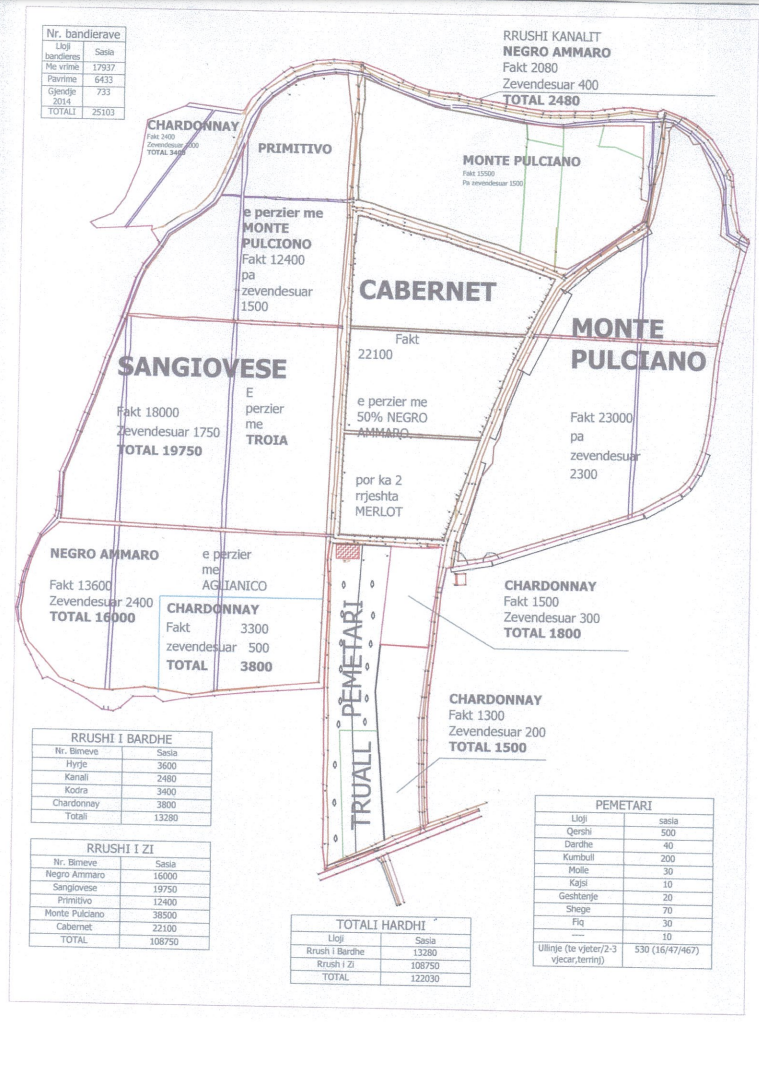 Nr. bandierave
Lloji bandieres Sasia
Me vrime 17937
Pavrime 6433
Gjendje 2014 733
TOTALI 25103
RRUSHI KANALIT
NEGRO AMMARO
Fakt 2080
Zevendesuar 400
TOTAL 2480
CHARDONNAY
Fakt 2400
PRIMITIVO
MONTE PULCIANO
Fakt 15500
Pa zevendesuar 1500
e perzier me
MONTE
PULCIONO
Fakt 12400
pa
zevendesuar
1500
CABERNET
Fakt
22100
e perzier me
50% NEGRO
AMMARO.
por ka 2
rrjeshta
MERLOT
MONTE
PULCIANO
Fakt 23000
pa
zevendesuar
2300
SANGIOVESE
Fakt 18000
Zevendesuar 1750
TOTAL 19750
E
perzier
me
TROIA
NEGRO AMMARO
Fakt 13600
Zevendesuar 2400
TOTAL 16000
e perzier
me
AGLIANICO
CHARDONNAY
Fakt 3300
zevendesuar 500
TOTAL 3800
TRUALL PEMETARI
CHARDONNAY
Fakt 1500
Zevendesuar 300
TOTAL 1800
CHARDONNAY
Fakt 1300
Zevendesuar 200
TOTAL 1500
RRUSHI I BARDHE
Nr. Bimeve Sasia
Hyrje 3600
Kanali 2480
Kodra 3400
Chardonnay 3800
Totali 13280
RRUSHI I ZI
Nr. Bimeve Sasia
Negro Ammaro 16000
Sangiovese 19750
Primitivo 12400
Monte Pulciano 38500
Cabernet 22100
TOTAL 108750
TOTALI HARDHI
Lloji Sasia
Rrush i Bardhe 13280
Rrush i Zi 108750
TOTAL 122030
PEMETARI
Lloji sasia
Qershi 500
Dardhe 40
Kumbull 200
Molle 30
Kajsi 10
Geshtenje 20
Shege 70
Fiq 30
---- 10
Ullinje (te vjeter/2-3 vjecar,terrinj) 530 (16/47/467)